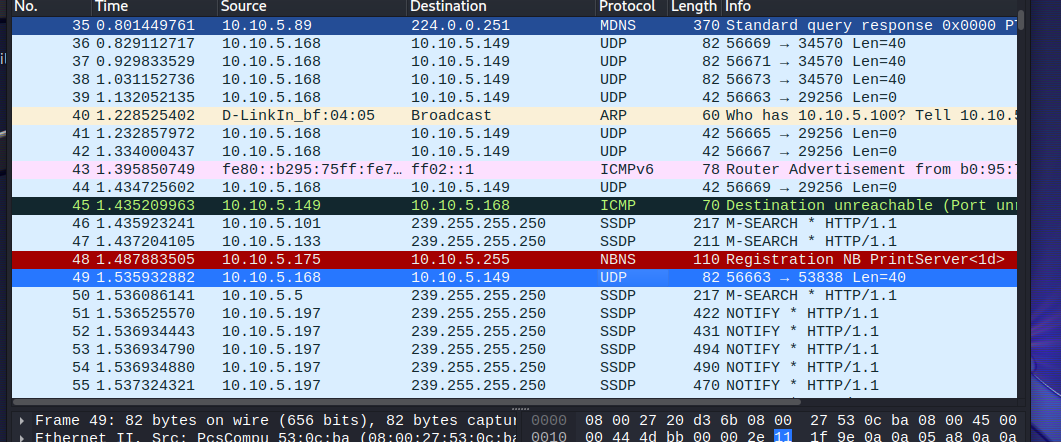 No. Time Source Destination Protocol Length Info
35 0.801449761 10.10.5.89 224.0.0.251 MDNS 370 Standard query response 0x0000 PT
36 0.829112717 10.10.5.168 10.10.5.149 UDP 82 56669 → 34570 Len=40
37 0.929833529 10.10.5.168 10.10.5.149 UDP 82 56671 → 34570 Len=40
38 1.031152736 10.10.5.168 10.10.5.149 UDP 82 56673 → 34570 Len=40
39 1.132052135 10.10.5.168 10.10.5.149 UDP 42 56663 → 29256 Len=0
40 1.228525402 D-LinkIn_bf:04:05 Broadcast ARP 60 Who has 10.10.5.100? Tell 10.10.5
41 1.232857972 10.10.5.168 10.10.5.149 UDP 42 56665 → 29256 Len=0
42 1.334000437 10.10.5.168 10.10.5.149 UDP 42 56667 → 29256 Len=0
43 1.395850749 fe80::b295:75ff:fe7… ff02::1 ICMPv6 78 Router Advertisement from b0:95:7
44 1.434725602 10.10.5.168 10.10.5.149 UDP 42 56669 → 29256 Len=0
45 1.435209963 10.10.5.149 10.10.5.168 ICMP 70 Destination unreachable (Port unr
46 1.435923241 10.10.5.101 239.255.255.250 SSDP 217 M-SEARCH * HTTP/1.1
47 1.437204105 10.10.5.133 239.255.255.250 SSDP 211 M-SEARCH * HTTP/1.1
48 1.487883505 10.10.5.175 10.10.5.255 NBNS 110 Registration NB PrintServer<1d>
49 1.535932882 10.10.5.168 10.10.5.149 UDP 82 56663 → 53838 Len=40
50 1.536086141 10.10.5.5 239.255.255.250 SSDP 217 M-SEARCH * HTTP/1.1
51 1.536525570 10.10.5.197 239.255.255.250 SSDP 422 NOTIFY * HTTP/1.1
52 1.536934443 10.10.5.197 239.255.255.250 SSDP 431 NOTIFY * HTTP/1.1
53 1.536934790 10.10.5.197 239.255.255.250 SSDP 494 NOTIFY * HTTP/1.1
54 1.536934880 10.10.5.197 239.255.255.250 SSDP 490 NOTIFY * HTTP/1.1
55 1.537324321 10.10.5.197 239.255.255.250 SSDP 470 NOTIFY * HTTP/1.1
Frame 49: 82 bytes on wire (656 bits), 82 bytes captur 0000 08 00 27 20 d3 6b 08 00 27 53 0c ba 08 00 45 00
Ethernet II, Src: PcsCompu_53:0c:ba (08:00:27:53:0c:ba 0010 00 44 4d bb 00 00 2e 11 1f 9e 0a 0a 05 a8 0a 0a